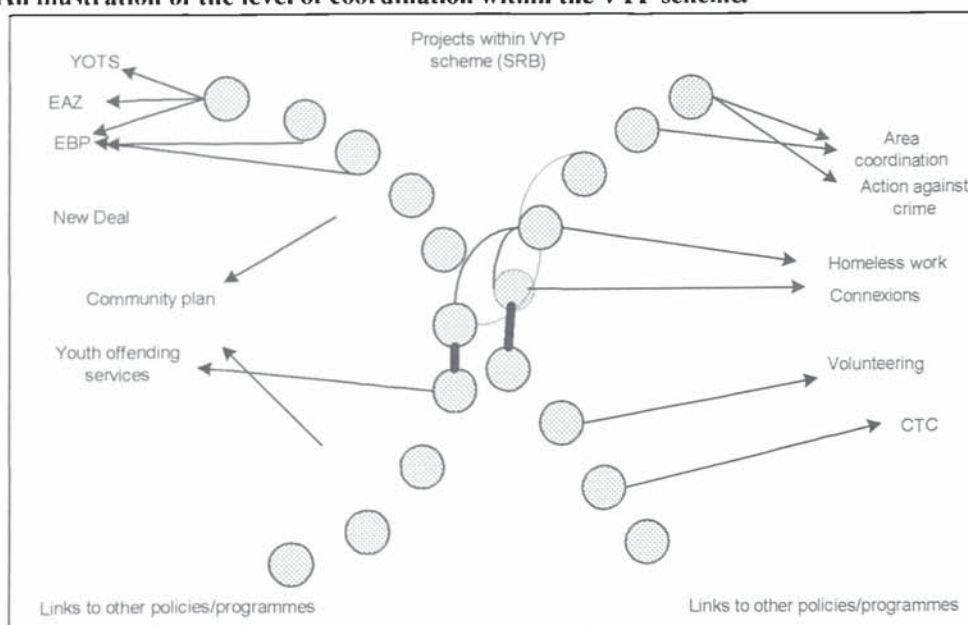 An illustration of the level of coordination within the VYP scheme.
Projects within VYP
scheme (SRB)
YOTS
EAZ
EBP
New Deal
Community plan
Youth offending
services
Area
coordination
Action against
crime
Homeless work
Connexions
Volunteering
CTC
Links to other policies/programmes
Links to other policies/programmes